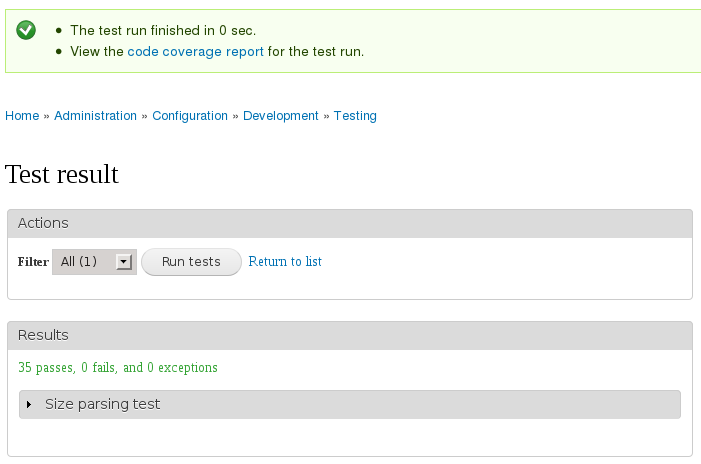 The test run finished in 0 sec.
View the code coverage report for the test run.
Home » Administration » Configuration » Development » Testing
Test result
Actions
Filter All (1) Run tests Return to list
Results
35 passes, 0 fails, and 0 exceptions
Size parsing test